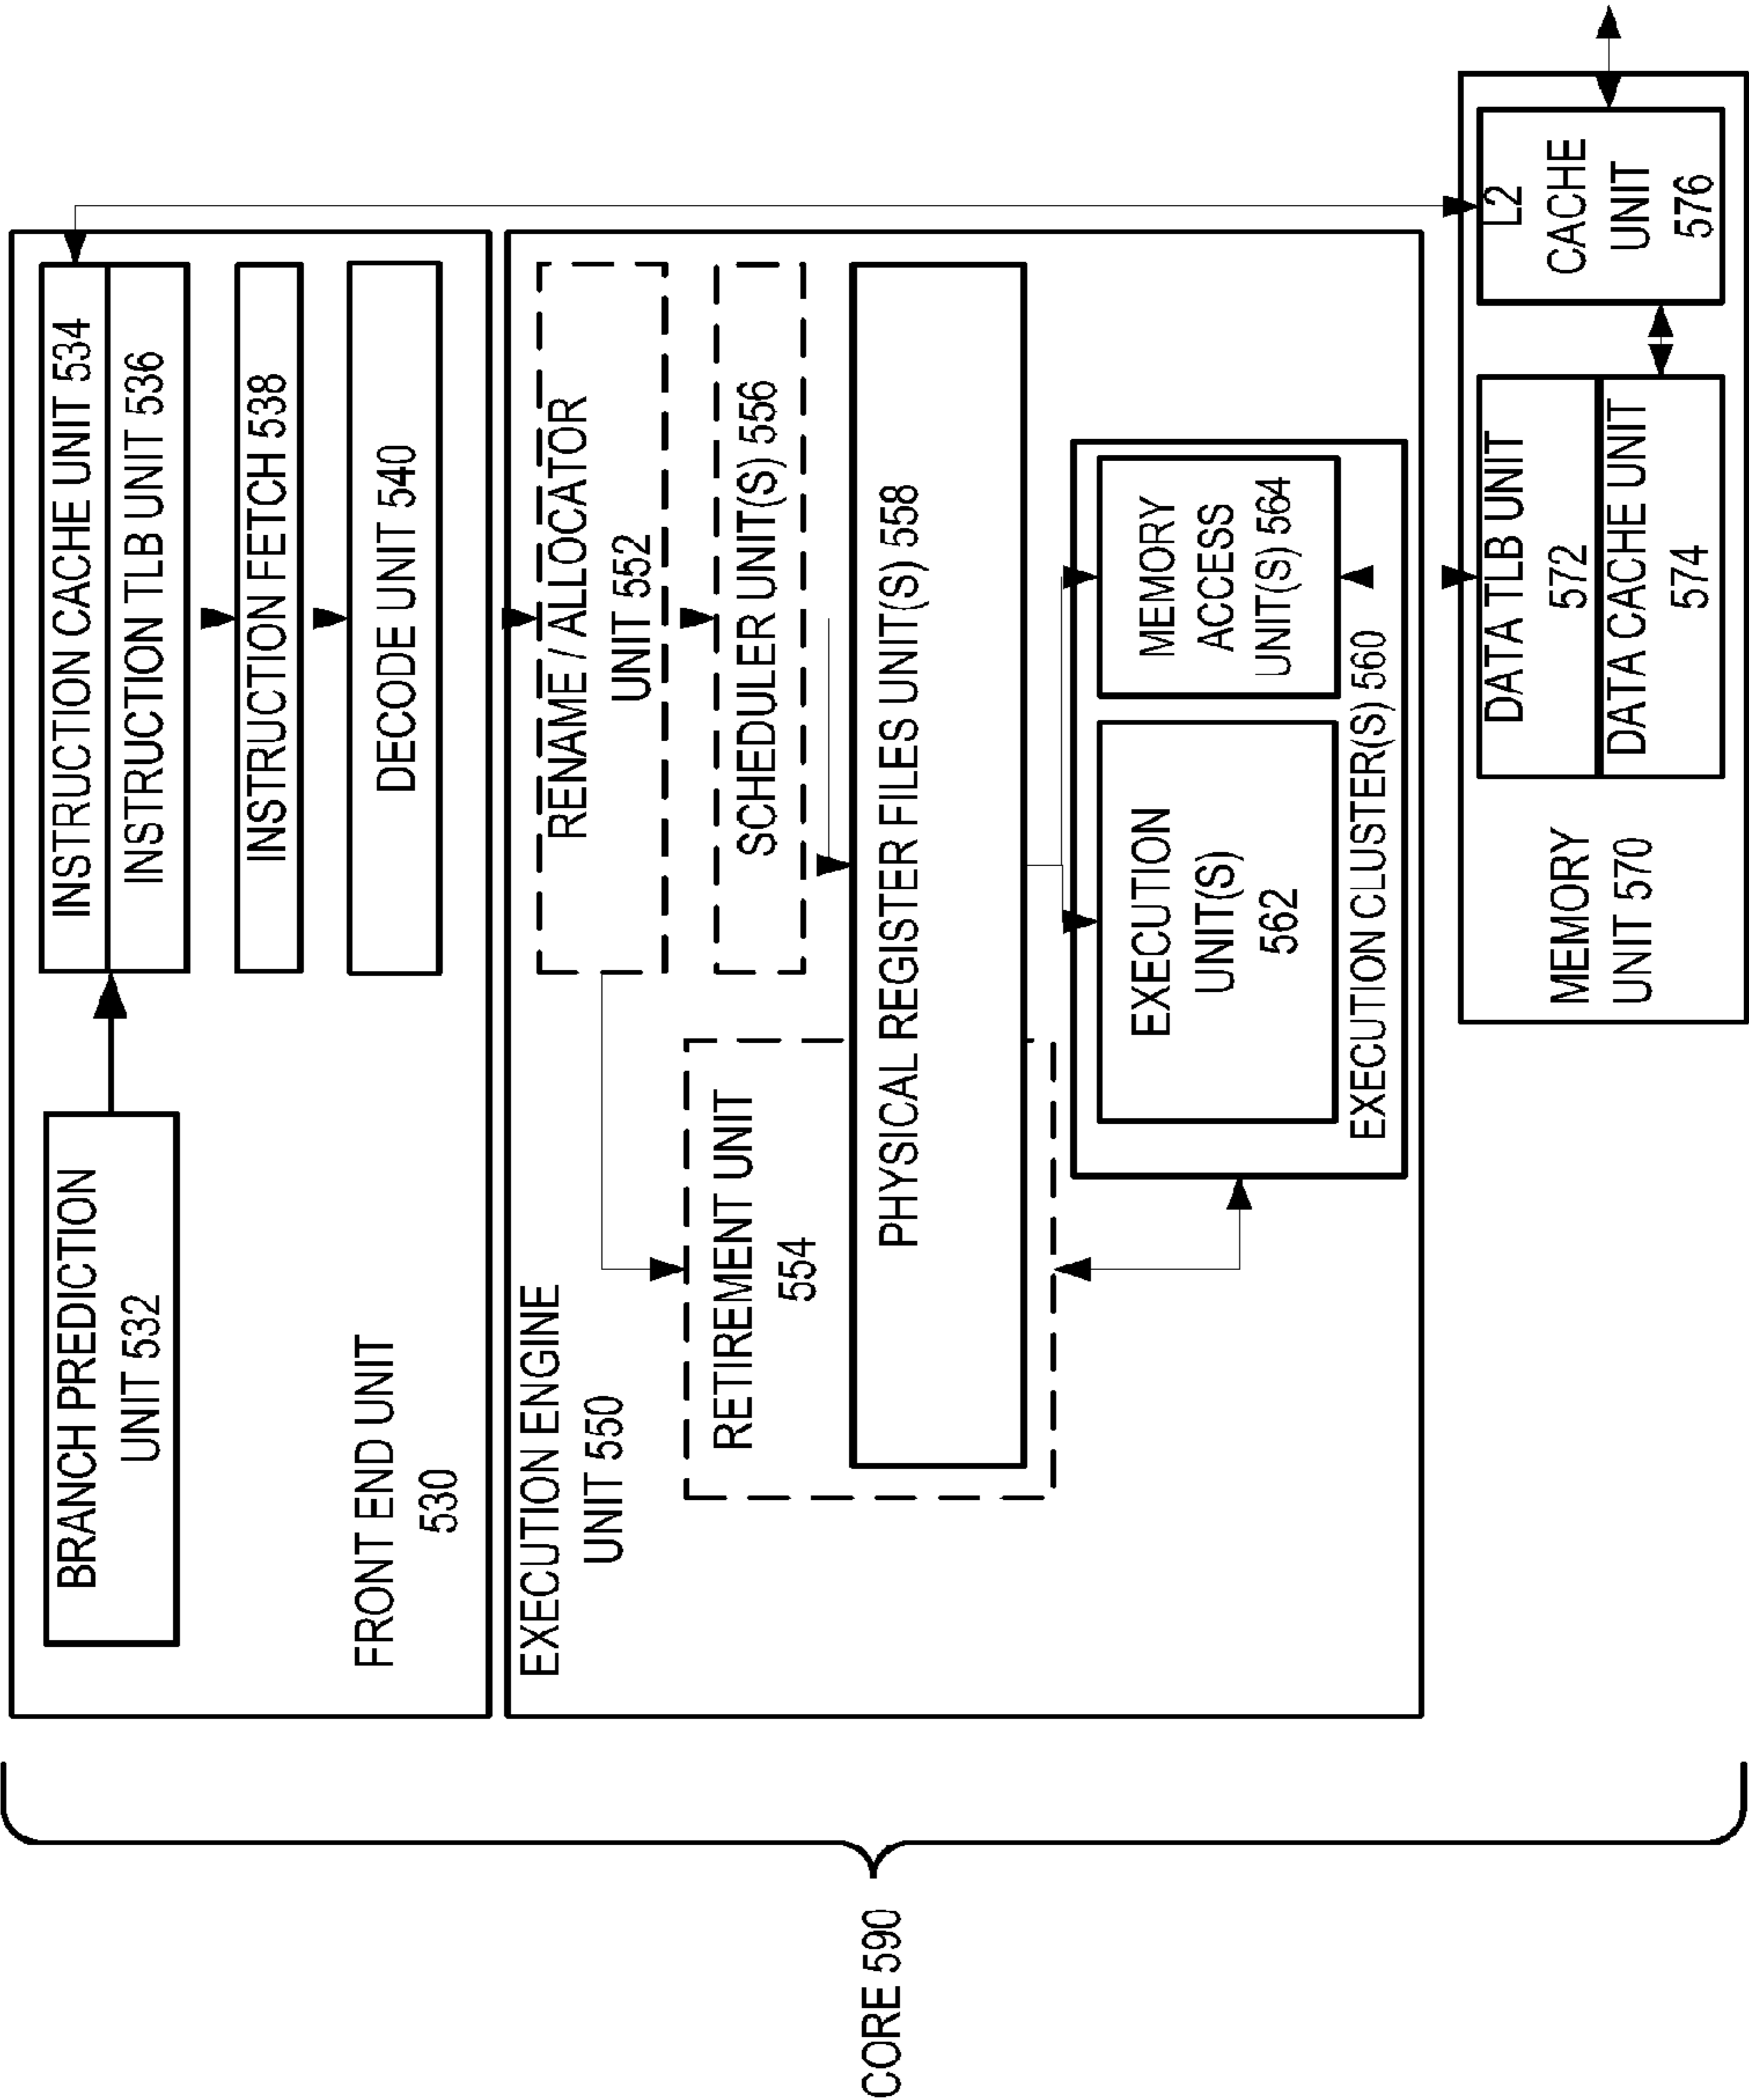 BRANCH PREDICTION
UNIT 532
INSTRUCTION CACHE UNIT 534
INSTRUCTION TLB UNIT 536
INSTRUCTION FETCH 538
DECODE UNIT 540
FRONT END UNIT
530
EXECUTION ENGINE
UNIT 550
RENAME / ALLOCATOR
UNIT 552
RETIREMENT UNIT
554
SCHEDULER UNIT(S) 556
PHYSICAL REGISTER FILES UNIT(S) 558
EXECUTION
UNIT(S)
562
MEMORY
ACCESS
UNIT(S) 564
EXECUTION CLUSTER(S) 560
CORE 590
MEMORY
UNIT 570
DATA TLB UNIT
572
DATA CACHE UNIT
574
L2
CACHE
UNIT
576